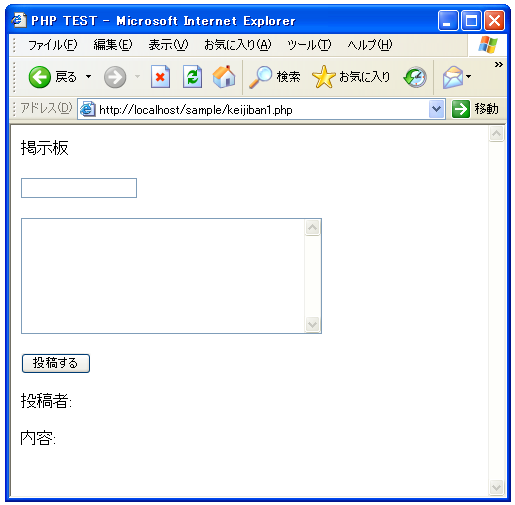 PHP TEST - Microsoft Internet Explorer
ファイル(F) 編集(E) 表示(V) お気に入り(A) ツール(T) ヘルプ(H)
戻る 検索 お気に入り »
アドレス(D) http://localhost/sample/keijiban1.php 移動
掲示板
投稿する
投稿者:
内容: